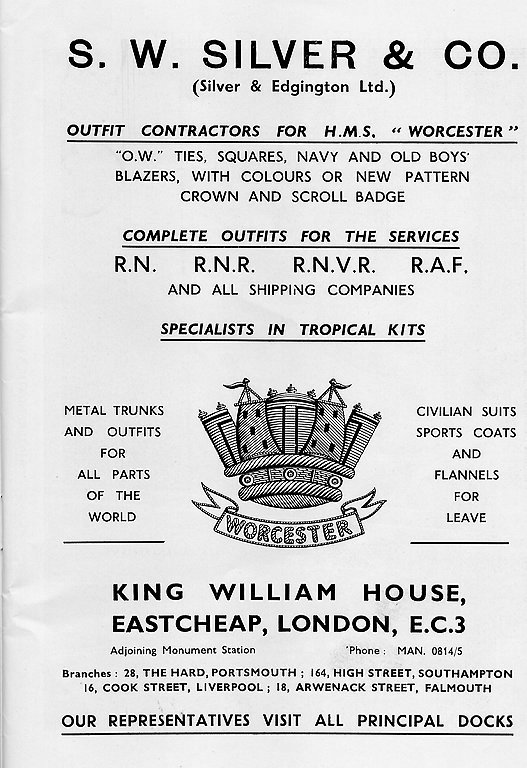 S. W. SILVER & CO.
(Silver & Edgington Ltd.)
OUTFIT CONTRACTORS FOR H.M.S. "WORCESTER"
"O.W." TIES, SQUARES, NAVY AND OLD BOYS'
BLAZERS, WITH COLOURS OR NEW PATTERN
CROWN AND SCROLL BADGE
COMPLETE OUTFITS FOR THE SERVICES
R.N. R.N.R. R.N.V.R. R.A.F.
AND ALL SHIPPING COMPANIES
SPECIALISTS IN TROPICAL KITS
METAL TRUNKS
AND OUTFITS
FOR
ALL PARTS
OF THE
WORLD
WORCESTER
CIVILIAN SUITS
SPORTS COATS
AND
FLANNELS
FOR
LEAVE
KING WILLIAM HOUSE,
EASTCHEAP, LONDON, E.C.3
Adjoining Monument Station 'Phone : MAN. 0814/5
Branches : 28, THE HARD, PORTSMOUTH ; 164, HIGH STREET, SOUTHAMPTON
16, COOK STREET, LIVERPOOL ; 18, ARWENACK STREET, FALMOUTH
OUR REPRESENTATIVES VISIT ALL PRINCIPAL DOCKS